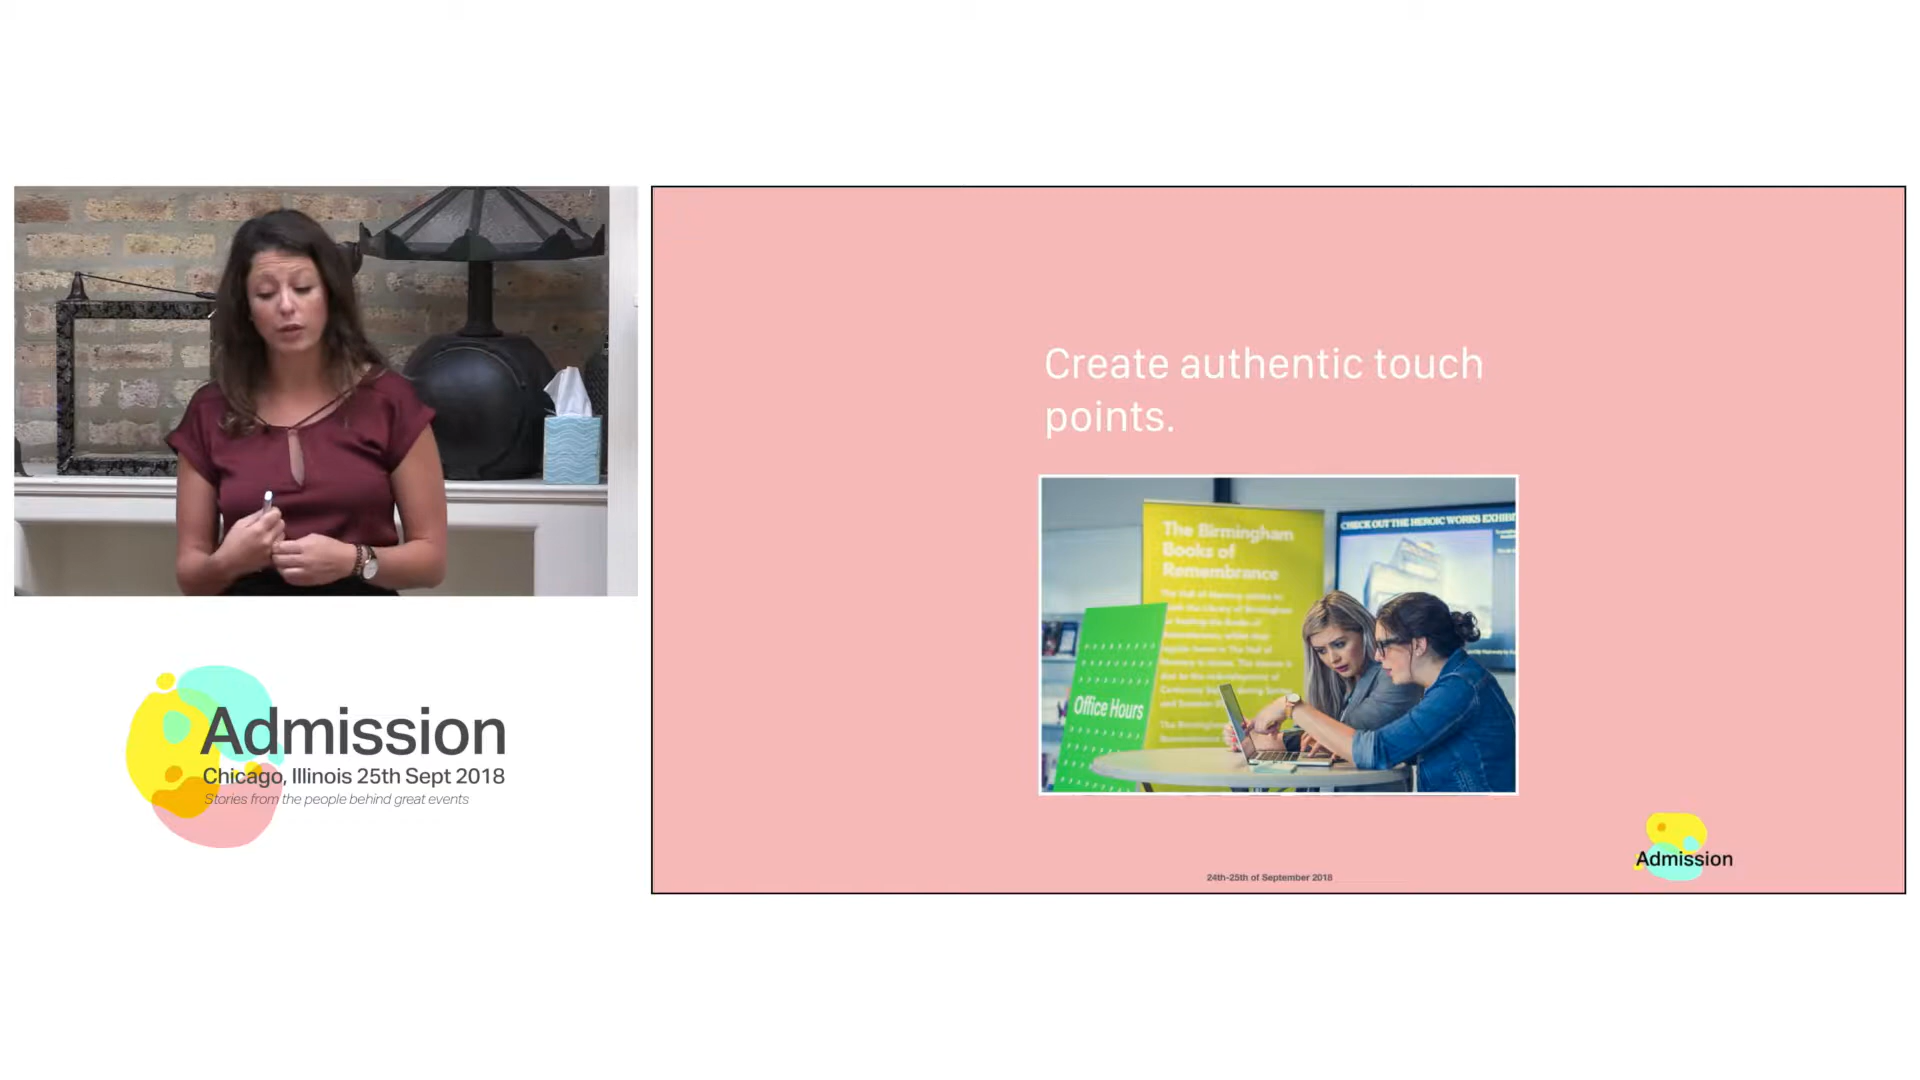 Create authentic touch
points.
The Birmingham
Books of
Remembrance
CHECK OUT THE HEROIC WORKS EXHIBI
Office Hours
Admission
24th-25th of September 2018
Admission
Chicago, Illinois 25th Sept 2018
Stories from the people behind great events